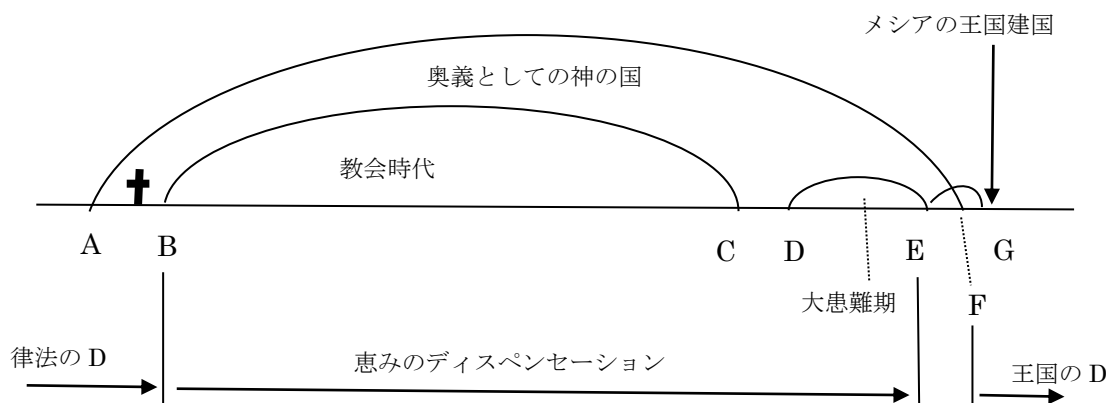 メシアの王国建国
奥義としての神の国
教会時代
A
B
C
D
E
G
大患難期
F
律法の D
恵みのディスペンセーション
王国の D